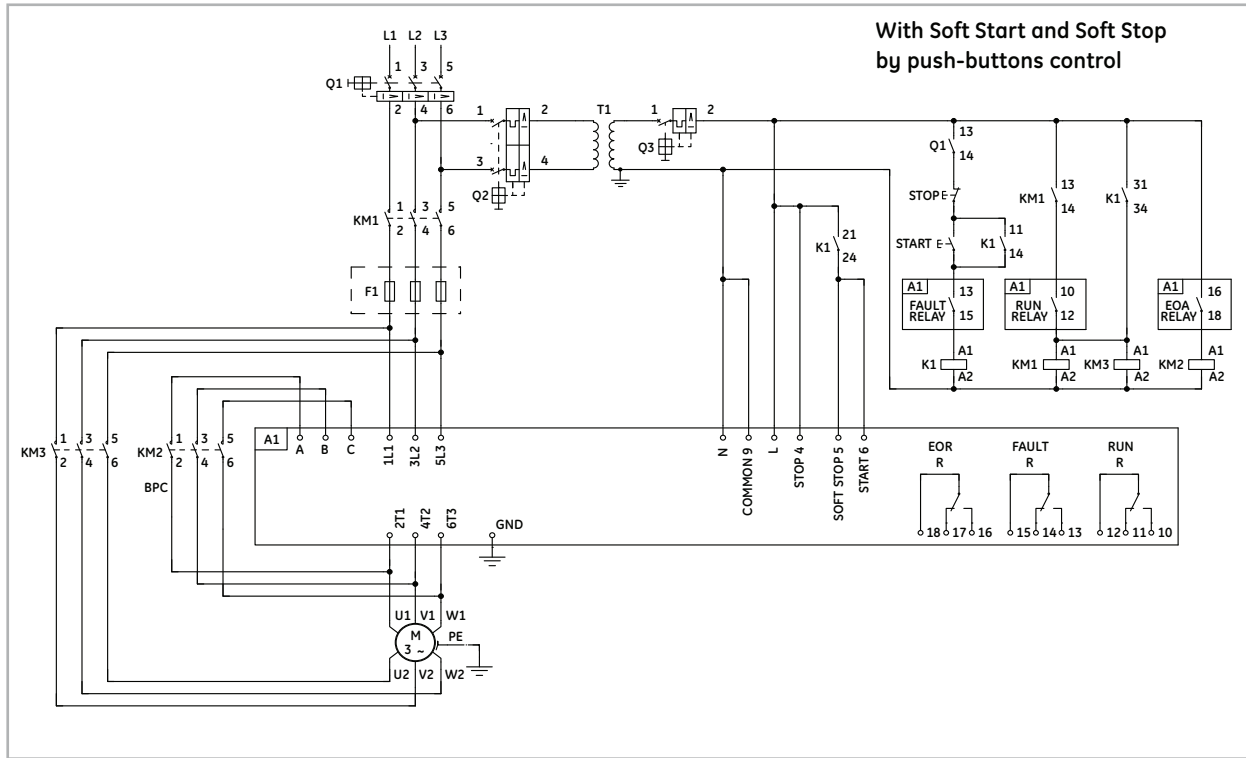 With Soft Start and Soft Stop
by push-buttons control
L1 L2 L3
1 3 5
Q1
2 4 6
1 2
3 4
Q2
T1
1 2
Q3
13
Q1
14
STOP E
START E
K1
11
14
KM1
13
14
K1
31
34
K1
21
24
KM1
1 3 5
2 4 6
F1
A1 13
FAULT
RELAY 15
A1 10
RUN
RELAY 12
A1 16
EOA
RELAY 18
K1 A1
A2
KM1 A1
A2
KM3 A1
A2
KM2 A1
A2
KM3
1 3 5
2 4 6
KM2
1 3 5
2 4 6
BPC
A1
A B C 1L1 3L2 5L3
N COMMON 9 L STOP 4 SOFT STOP 5 START 6
EOR
R
18 17 16
FAULT
R
15 14 13
RUN
R
12 11 10
2T1 4T2 6T3 GND
U1 V1 W1
M
3 ~
PE
U2 V2 W2